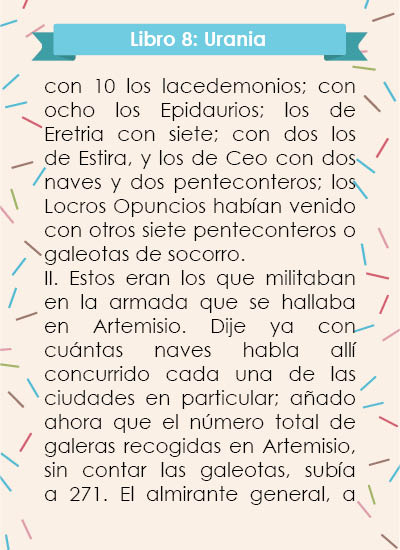 Libro 8: Urania
con 10 los lacedemonios; con
ocho los Epidaurios; los de
Eretria con siete; con dos los
de Estira, y los de Ceo con dos
naves y dos penteconteros; los
Locros Opuncios habían venido
con otros siete penteconteros o
galeotas de socorro.
II. Estos eran los que militaban
en la armada que se hallaba
en Artemisio. Dije ya con
cuántas naves habla allí
concurrido cada una de las
ciudades en particular; añado
ahora que el número total de
galeras recogidas en Artemisio,
sin contar las galeotas, subía
a 271. El almirante general, a